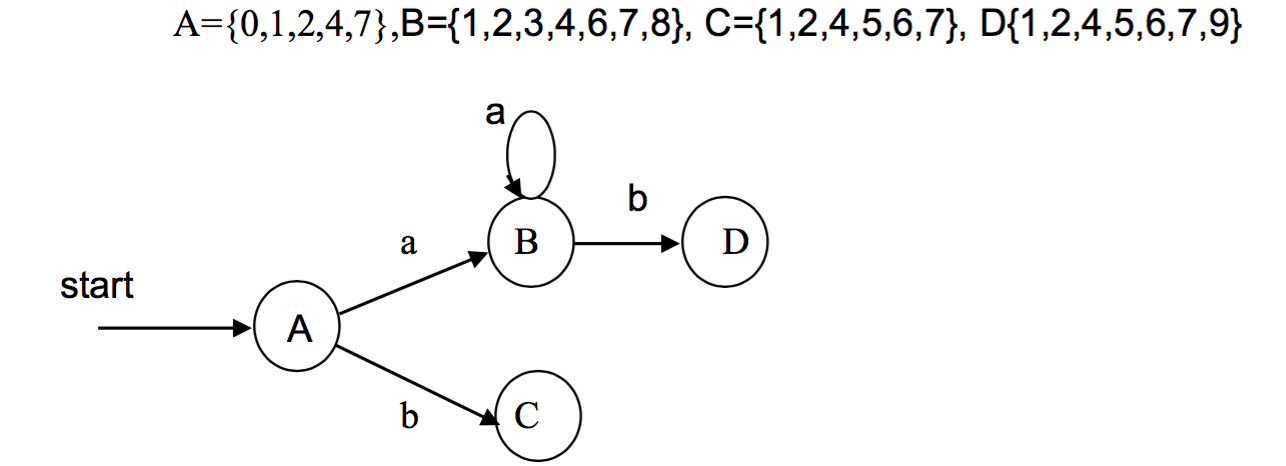 A={0,1,2,4,7},B={1,2,3,4,6,7,8}, C={1,2,4,5,6,7}, D{1,2,4,5,6,7,9}
a
b
a
B
D
start
A
b
C